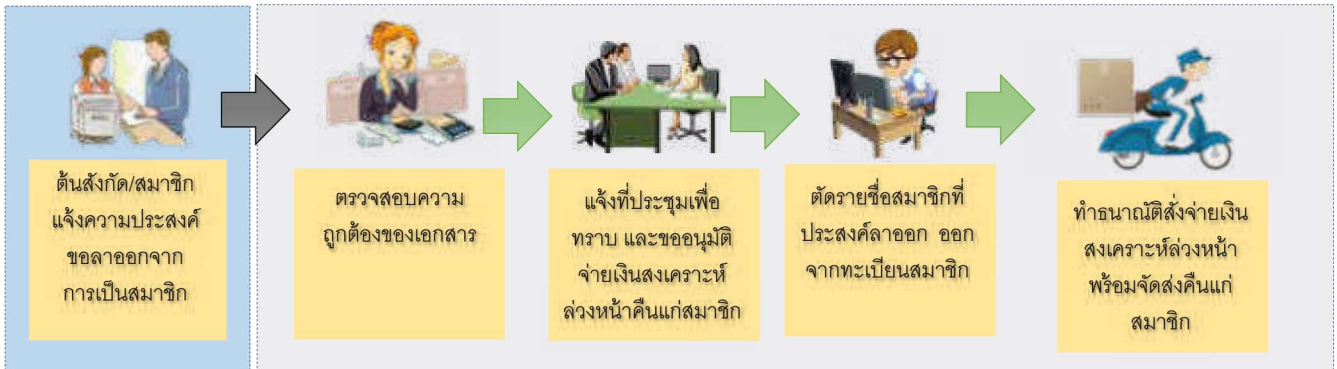 ต้นสังกัด/สมาชิก
แจ้งความประสงค์
ขอลาออกจาก
การเป็นสมาชิก
ตรวจสอบความ
ถูกต้องของเอกสาร
แจ้งที่ประชุมเพื่อ
ทราบ และขออนุมัติ
จ่ายเงินสงเคราะห์
ล่วงหน้าคืนแก่สมาชิก
ตัดรายชื่อสมาชิกที่
ประสงค์ลาออก ออก
จากทะเบียนสมาชิก
ทำธนาณัติสั่งจ่ายเงิน
สงเคราะห์ล่วงหน้า
พร้อมจัดส่งคืนแก่
สมาชิก